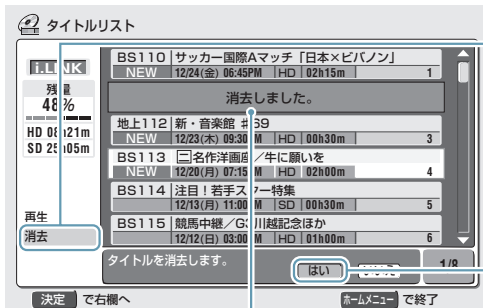 タイトルリスト
i.LINK
残量
48%
HD 08h21m
SD 25h05m
再生
消去
BS110 サッカー国際Aマッチ「日本×ビバノン」
NEW 12/24(金) 06:45PM HD 02h15m 1
消去しました。
地上112 新・音楽館 #69
NEW 12/23(木) 09:30 HD 00h30m 3
BS113 二名作洋画座/牛に願いを
NEW 12/20(月) 07:15 HD 02h00m 4
BS114 注目!若手スター特集
12/13(月) 11:00 SD 00h30m 5
BS115 競馬中継/G 川越記念ほか
12/12(日) 03:00 HD 01h00m 6
タイトルを消去します。
はい
1/8
決定 で右欄へ
ホームメニュー で終了